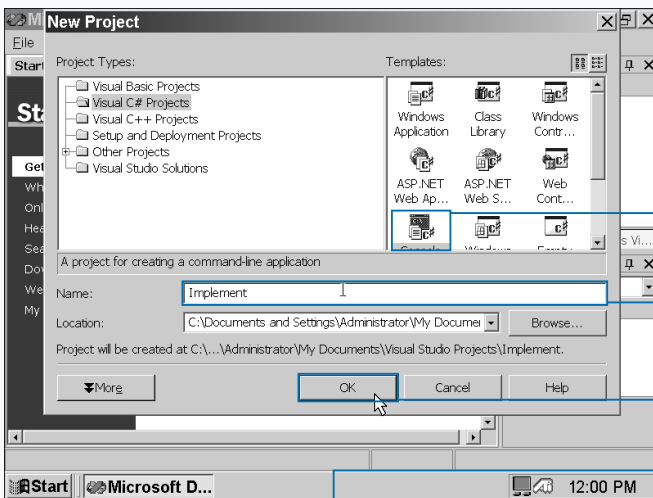 M
New Project
File
Star
Project Types:
Templates:
Visual Basic Projects
Visual C# Projects
Visual C++ Projects
Setup and Deployment Projects
Other Projects
Visual Studio Solutions
Windows Application
Class Library
Windows Contr...
ASP.NET Web Ap...
ASP.NET Web S...
Web Cont...
Sta
Get
Wh
Onl
Hea
Sea
Do
We
My
s Vi...
A project for creating a command-line application
Name:
Implement
Location:
C:\Documents and Settings\Administrator\My Documer
Browse...
Project will be created at C:\...\Administrator\My Documents\Visual Studio Projects\Implement.
More
OK
Cancel
Help
Start
Microsoft D...
12:00 PM